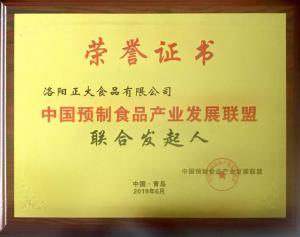 荣誉证书
洛阳正大食品有限公司
中国预制食品产业发展联盟
联合发起人
中国预制食品产业发展联盟
中国·青岛
2019年6月